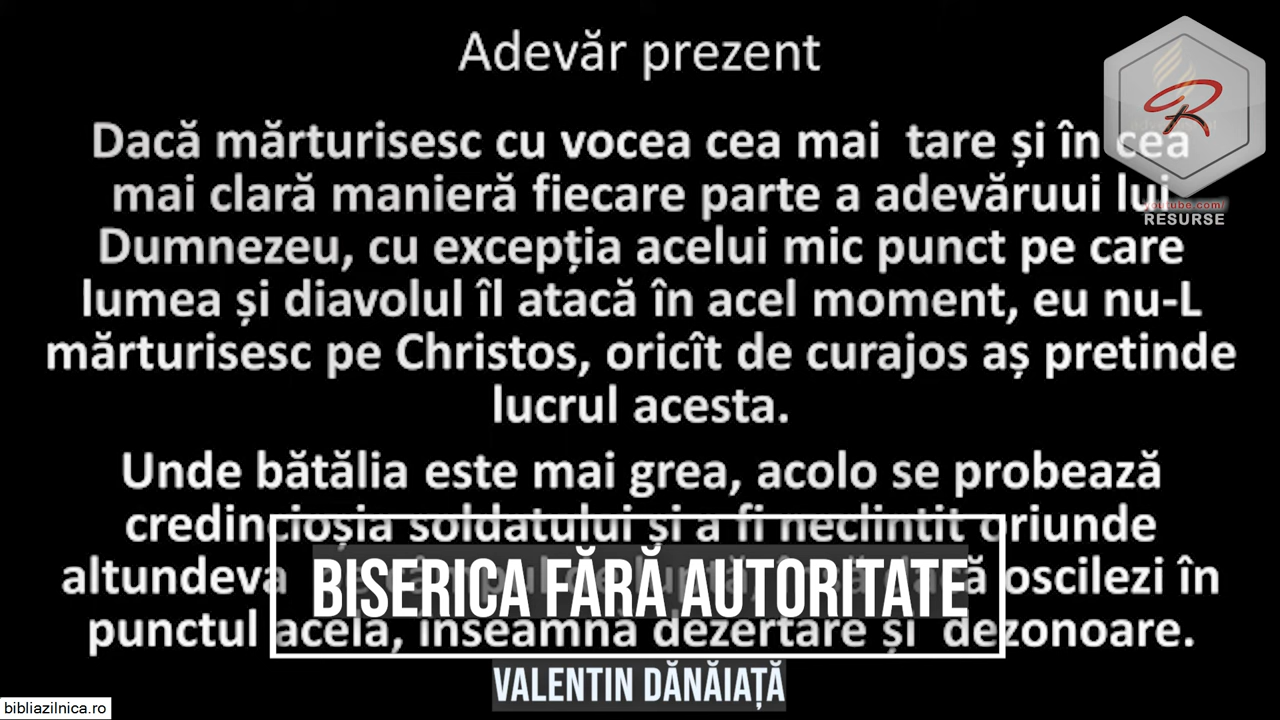 Adevăr prezent
Dacă mărturisesc cu vocea cea mai tare și în cea
mai clară manieră fiecare parte a adevăruui lui
Dumnezeu, cu excepția acelui mic punct pe care
lumea și diavolul îl atacă în acel moment, eu nu-L
mărturisesc pe Christos, oricît de curajos aș pretinde
lucrul acesta.
Unde bătălia este mai grea, acolo se probează
credincioșia soldatului și a fi neclintit oriunde
altundeva oscilezi în
punctul acela, înseamnă dezertare și dezonoare.
BISERICA FĂRĂ AUTORITATE
VALENTIN DĂNĂIAȚĂ
R
youtube.com/
RESURSE
bibliazilnica.ro